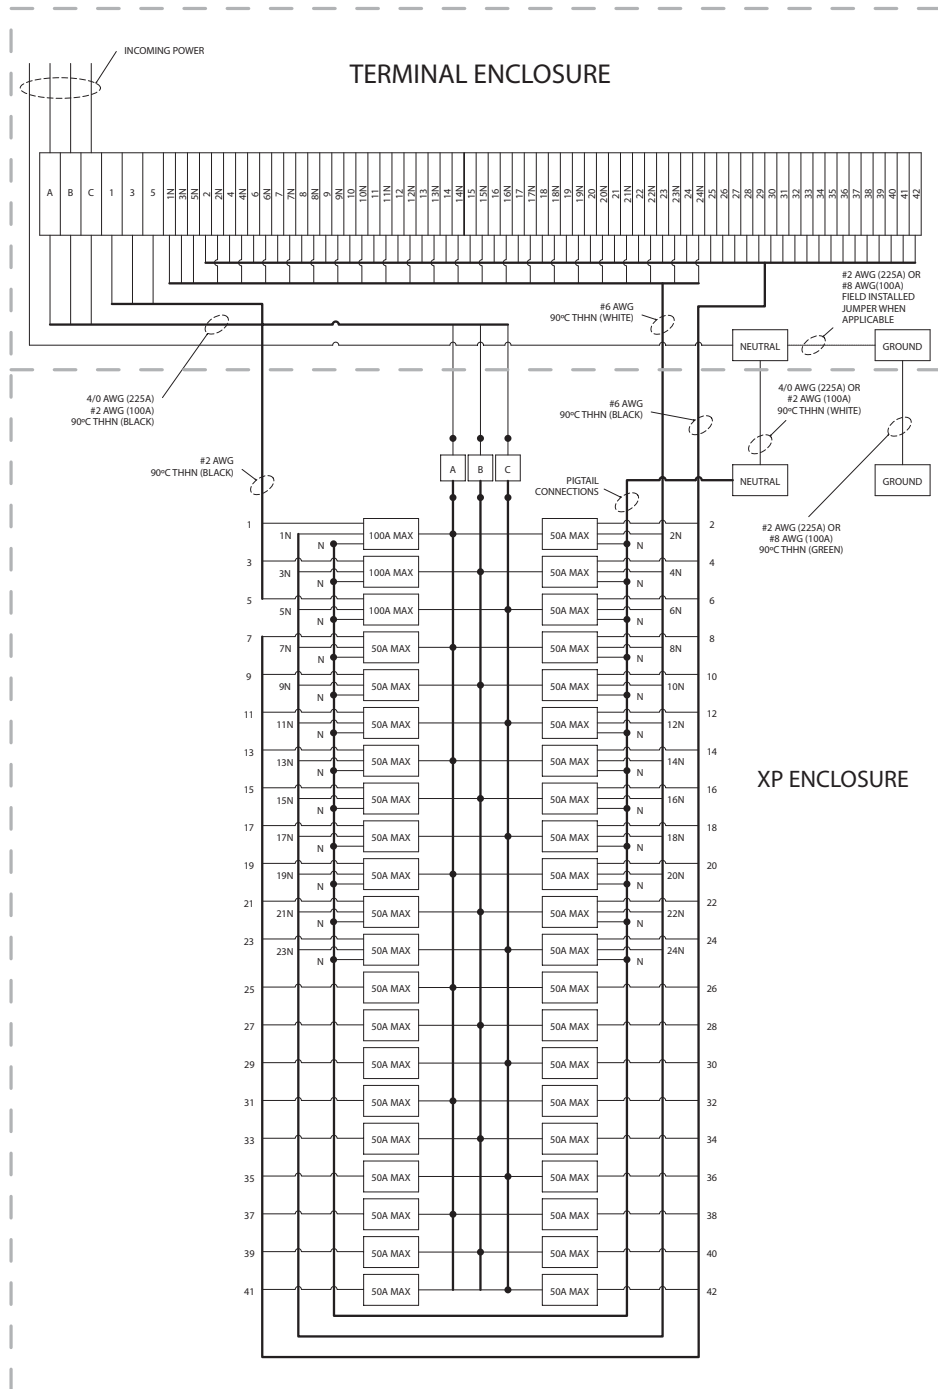 INCOMING POWER
TERMINAL ENCLOSURE
A B C 1 3 5 1N 3N 5N 2 2N 4 4N 6 6N 7 7N 8 8N 9 9N 10 10N 11 11N 12 12N 13 13N 14 14N 15 15N 16 16N 17 17N 18 18N 19 19N 20 20N 21 21N 22 22N 23 23N 24 24N 25 26 27 28 29 30 31 32 33 34 35 36 37 38 39 40 41 42
#2 AWG (225A) OR
#8 AWG(100A)
FIELD INSTALLED
JUMPER WHEN
APPLICABLE
#6 AWG
90ºC THHN (WHITE)
NEUTRAL
GROUND
4/0 AWG (225A)
#2 AWG (100A)
90ºC THHN (BLACK)
#6 AWG
90ºC THHN (BLACK)
4/0 AWG (225A) OR
#2 AWG (100A)
90ºC THHN (WHITE)
#2 AWG
90ºC THHN (BLACK)
A B C
PIGTAIL
CONNECTIONS
NEUTRAL
GROUND
#2 AWG (225A) OR
#8 AWG (100A)
90ºC THHN (GREEN)
1 2
1N 100A MAX 50A MAX 2N
N N
3 4
3N 100A MAX 50A MAX 4N
N N
5 6
5N 100A MAX 50A MAX 6N
N N
7 8
7N 50A MAX 50A MAX 8N
N N
9 10
9N 50A MAX 50A MAX 10N
N N
11 12
11N 50A MAX 50A MAX 12N
N N
13 14
13N 50A MAX 50A MAX 14N
N N
XP ENCLOSURE
15 16
15N 50A MAX 50A MAX 16N
N N
17 18
17N 50A MAX 50A MAX 18N
N N
19 20
19N 50A MAX 50A MAX 20N
N N
21 22
21N 50A MAX 50A MAX 22N
N N
23 24
23N 50A MAX 50A MAX 24N
N N
25 50A MAX 50A MAX 26
27 50A MAX 50A MAX 28
29 50A MAX 50A MAX 30
31 50A MAX 50A MAX 32
33 50A MAX 50A MAX 34
35 50A MAX 50A MAX 36
37 50A MAX 50A MAX 38
39 50A MAX 50A MAX 40
41 50A MAX 50A MAX 42